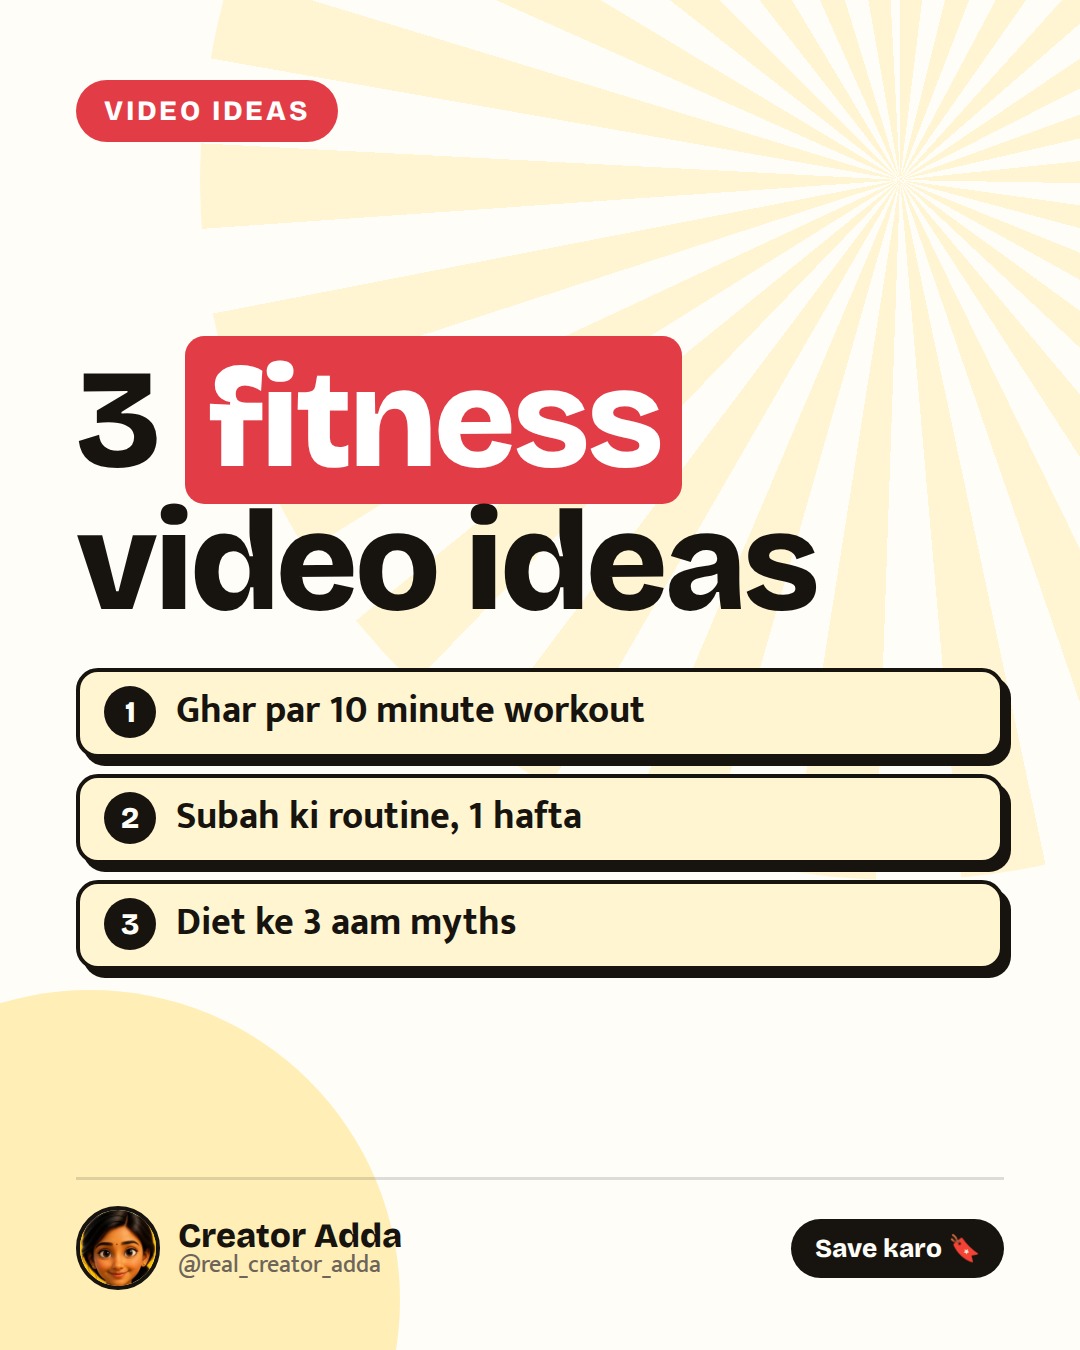 VIDEO IDEAS
3 fitness
video ideas
1 Ghar par 10 minute workout
2 Subah ki routine, 1 hafta
3 Diet ke 3 aam myths
Creator Adda
@real_creator_adda
Save karo 🔖